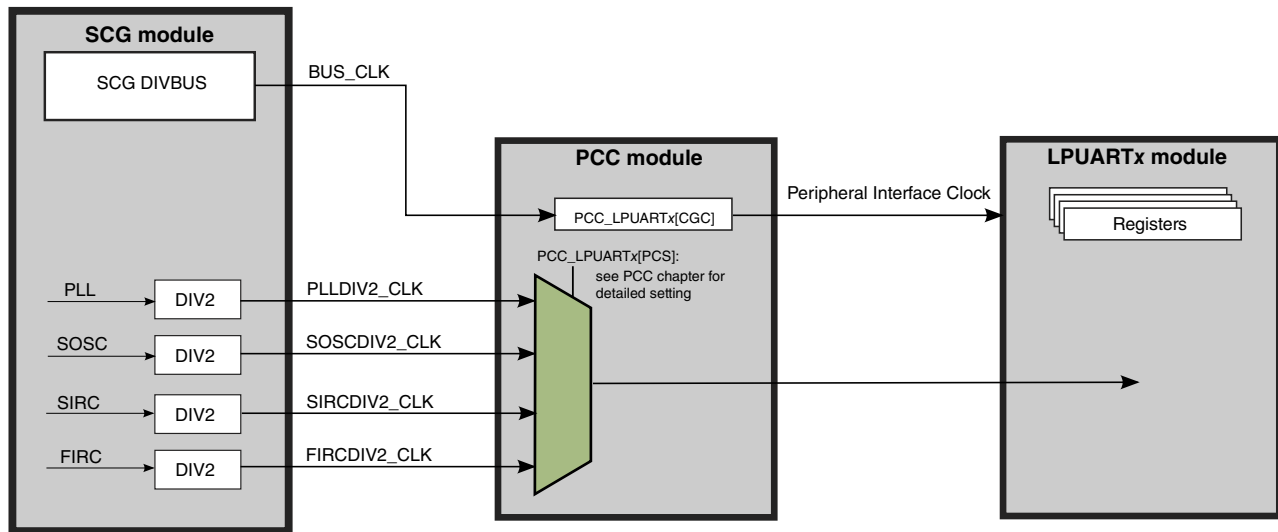 SCG module
SCG DIVBUS
BUS_CLK
PCC module
LPUARTx module
PCC_LPUARTx[CGC]
Peripheral Interface Clock
Registers
PCC_LPUARTx[PCS]:
see PCC chapter for
detailed setting
PLL
DIV2
PLLDIV2_CLK
SOSC
DIV2
SOSCDIV2_CLK
SIRC
DIV2
SIRCDIV2_CLK
FIRC
DIV2
FIRCDIV2_CLK